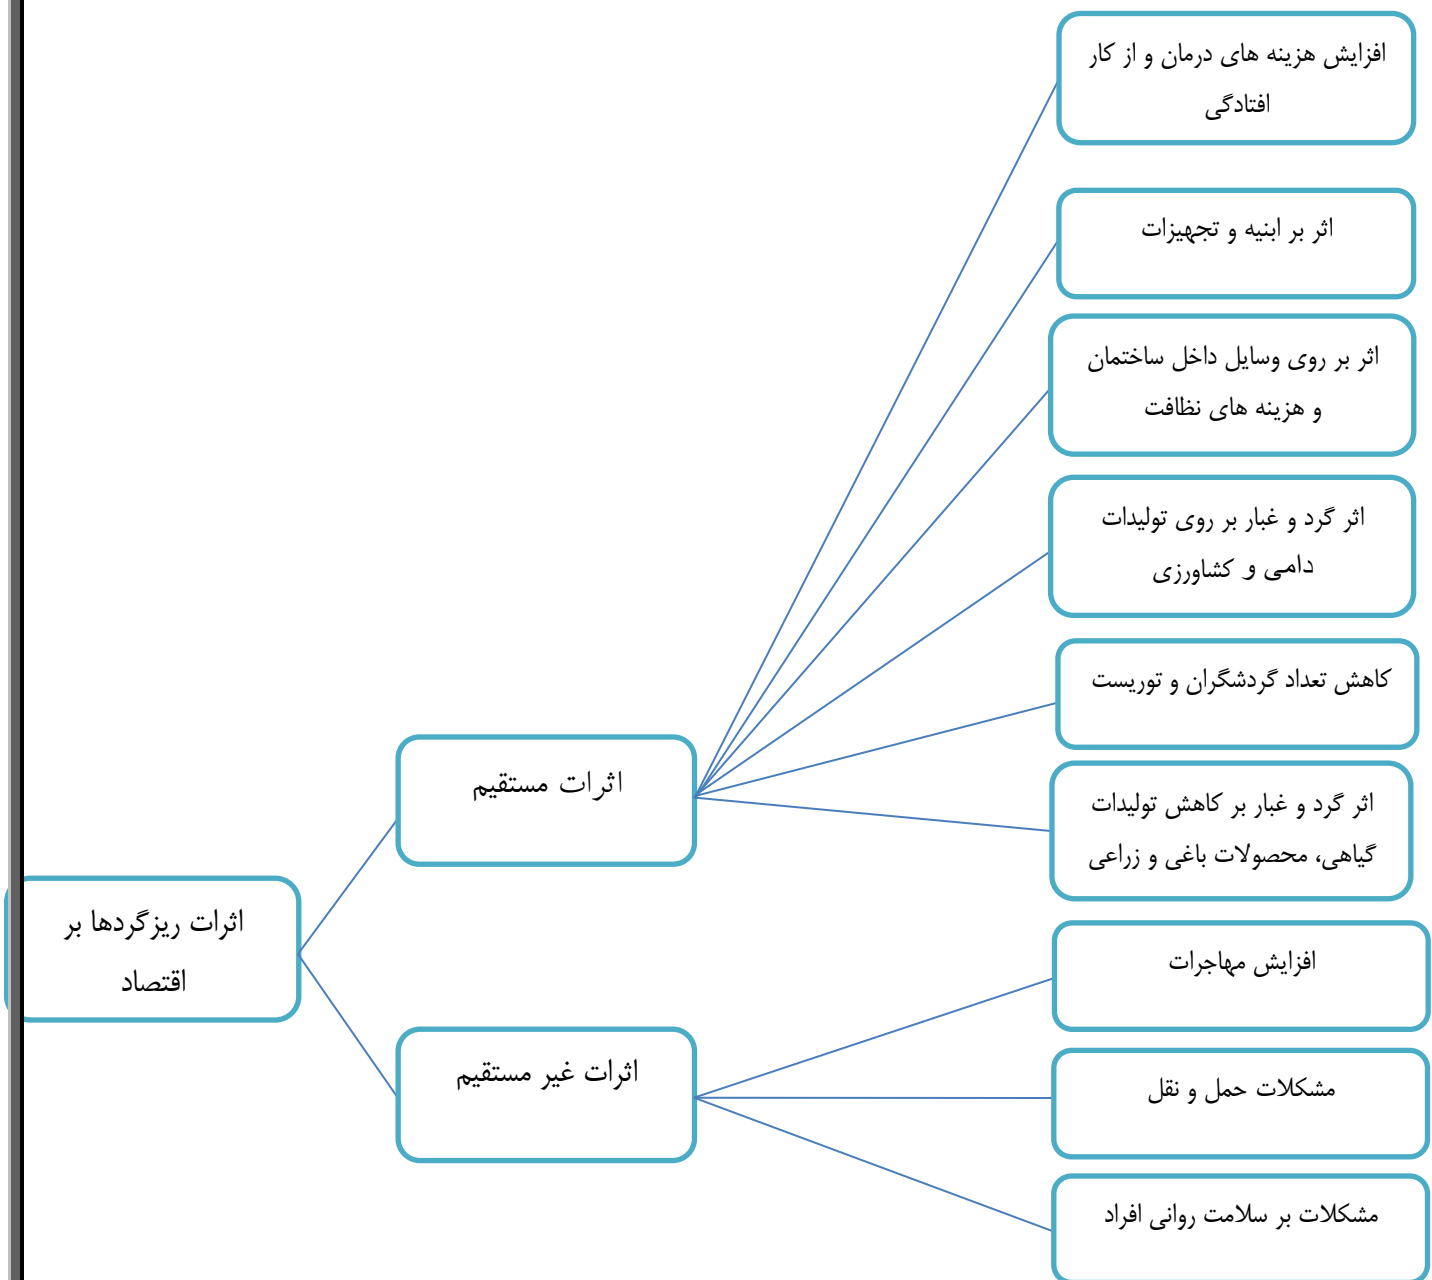 افزایش هزینه های درمان و از کار
افتادگی
اثر بر ابنیه و تجهیزات
اثر بر روی وسایل داخل ساختمان
و هزینه های نظافت
اثر گرد و غبار بر روی تولیدات
دامی و کشاورزی
کاهش تعداد گردشگران و توریست
اثرات مستقیم
اثر گرد و غبار بر کاهش تولیدات
گیاهی، محصولات باغی و زراعی
اثرات ریزگردها بر
اقتصاد
افزایش مهاجرات
اثرات غیر مستقیم
مشکلات حمل و نقل
مشکلات بر سلامت روانی افراد